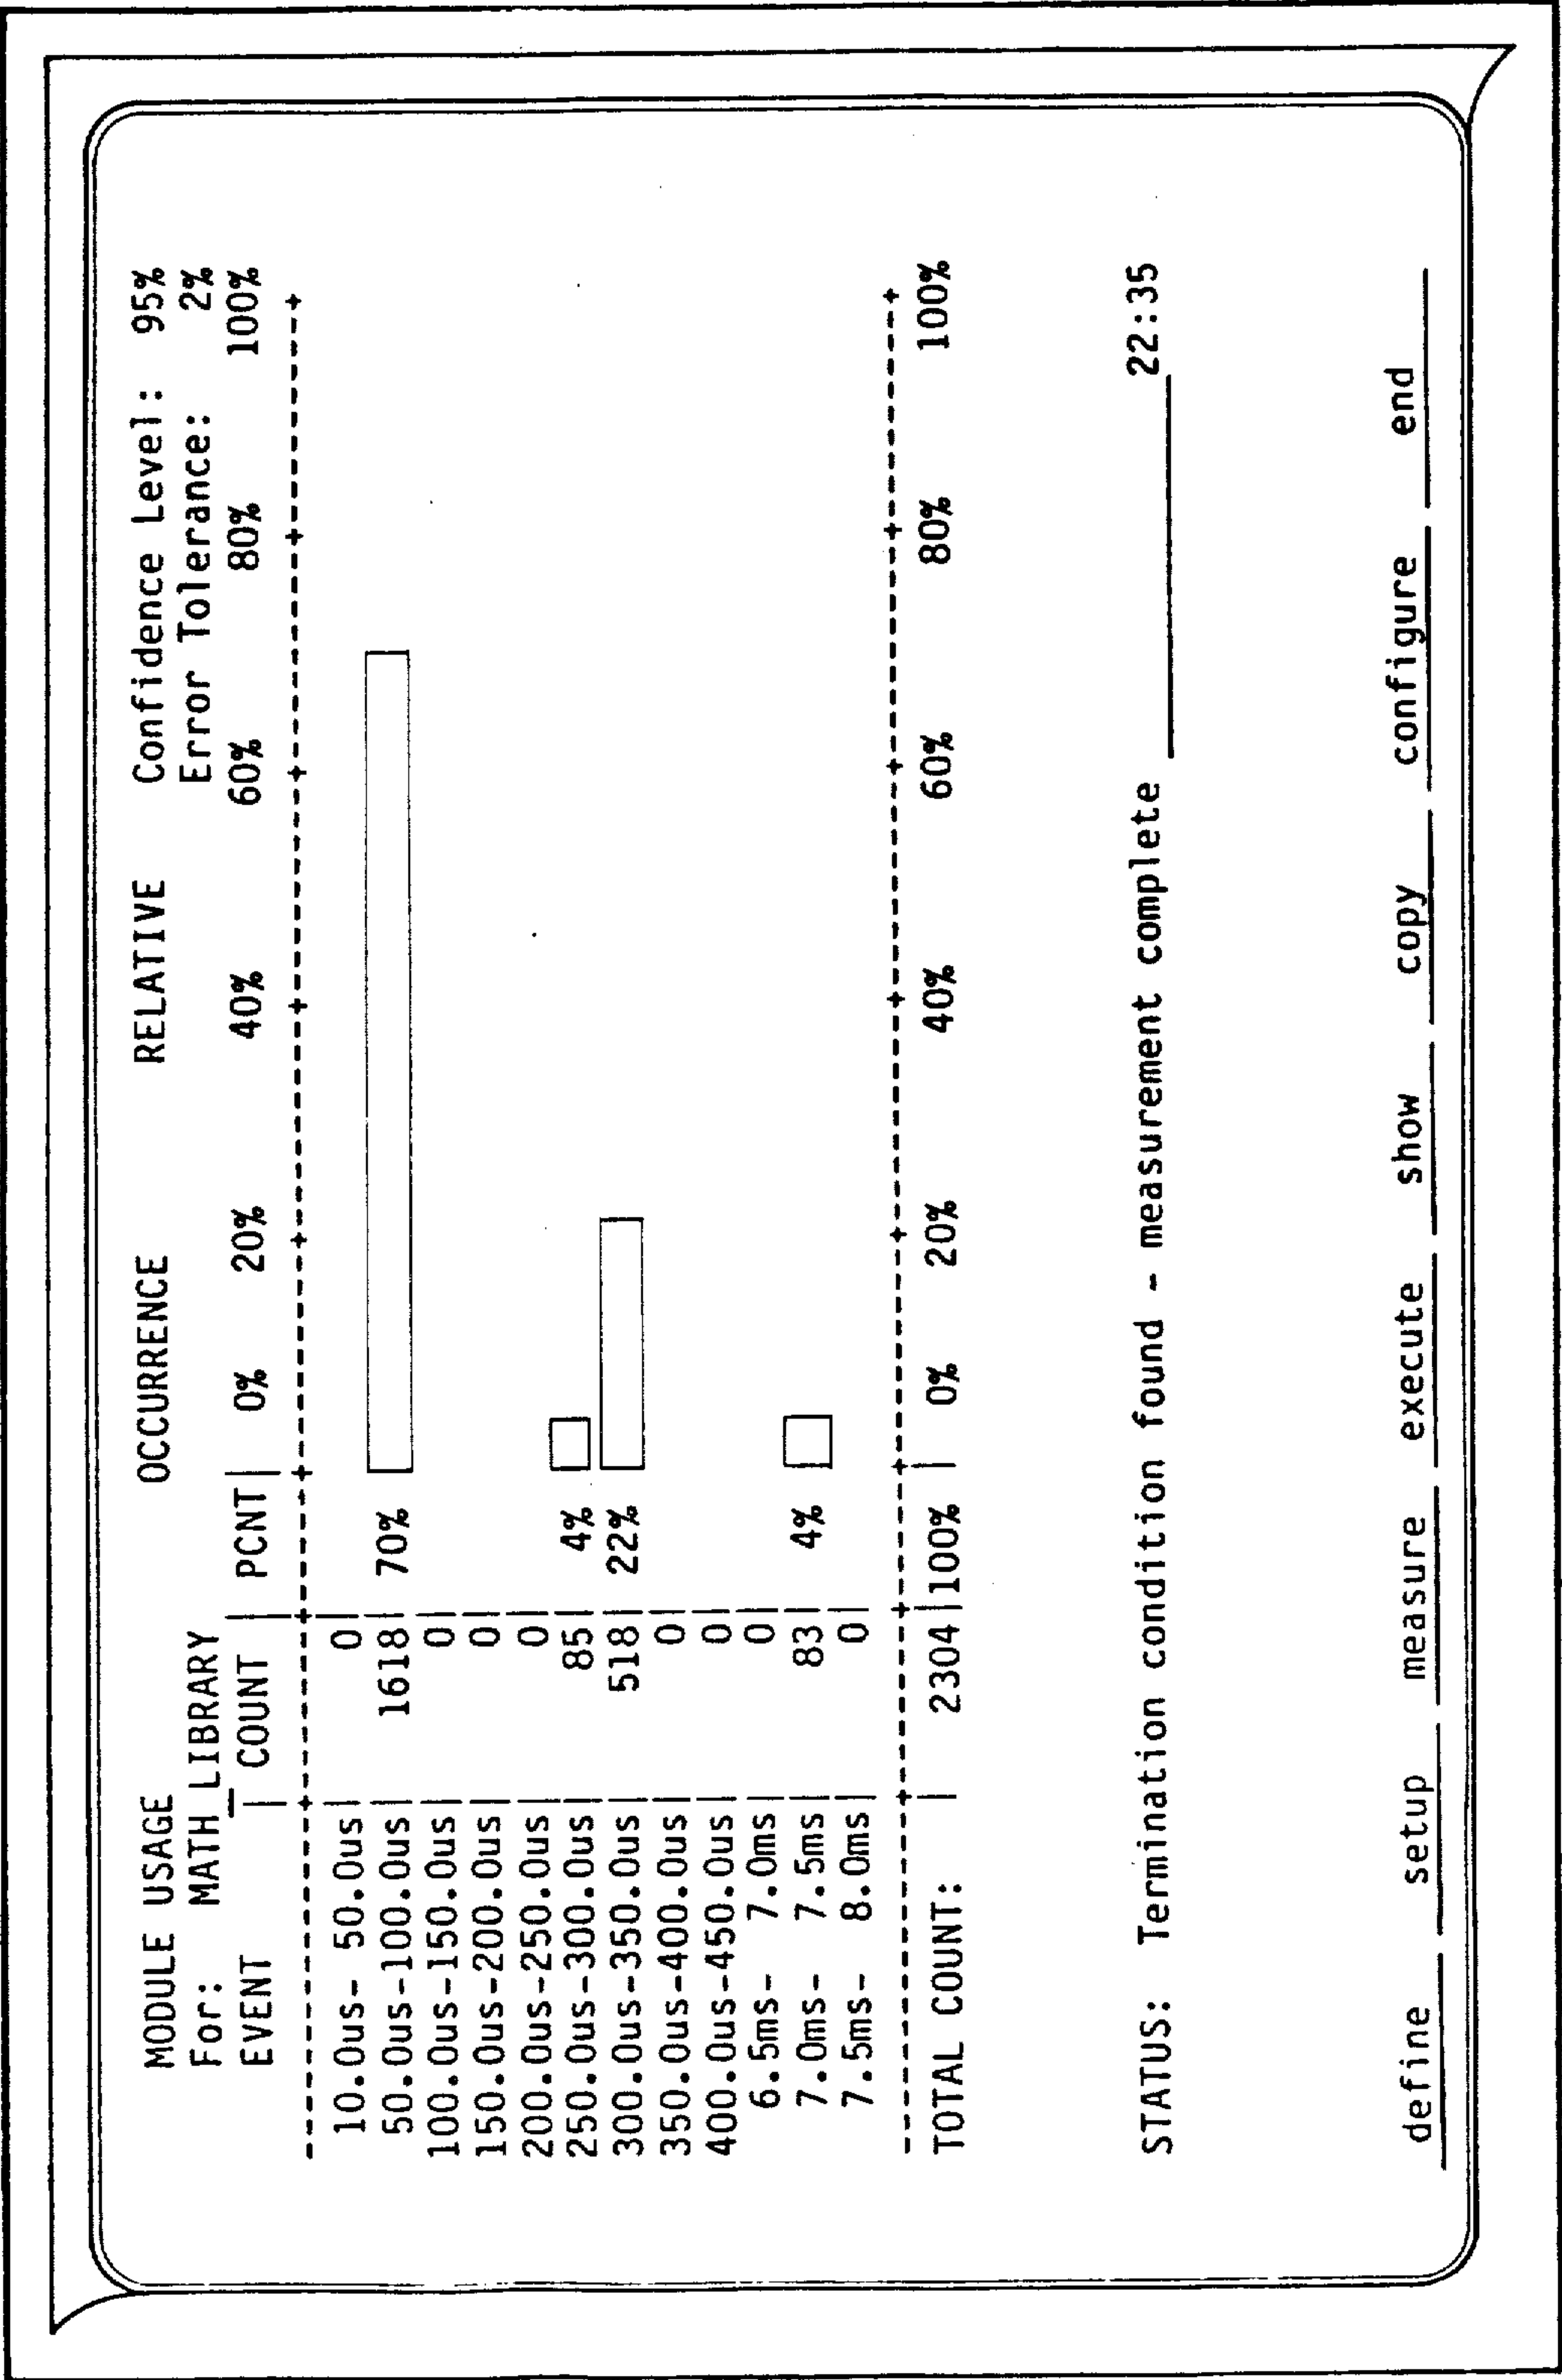 MODULE USAGE OCCURRENCE RELATIVE Confidence Level: 95%
For: MATH_LIBRARY Error Tolerance: 2%
EVENT | COUNT | PCNT| 0% 20% 40% 60% 80% 100%
10.0us- 50.0us| 0|
50.0us-100.0us| 1618| 70%
100.0us-150.0us| 0|
150.0us-200.0us| 0|
200.0us-250.0us| 0|
250.0us-300.0us| 85| 4%
300.0us-350.0us| 518| 22%
350.0us-400.0us| 0|
400.0us-450.0us| 0|
6.5ms- 7.0ms| 0|
7.0ms- 7.5ms| 83| 4%
7.5ms- 8.0ms| 0|
TOTAL COUNT: | 2304|100%| 0% 20% 40% 60% 80% 100%
STATUS: Termination condition found - measurement complete 22:35
define setup measure execute show copy configure end